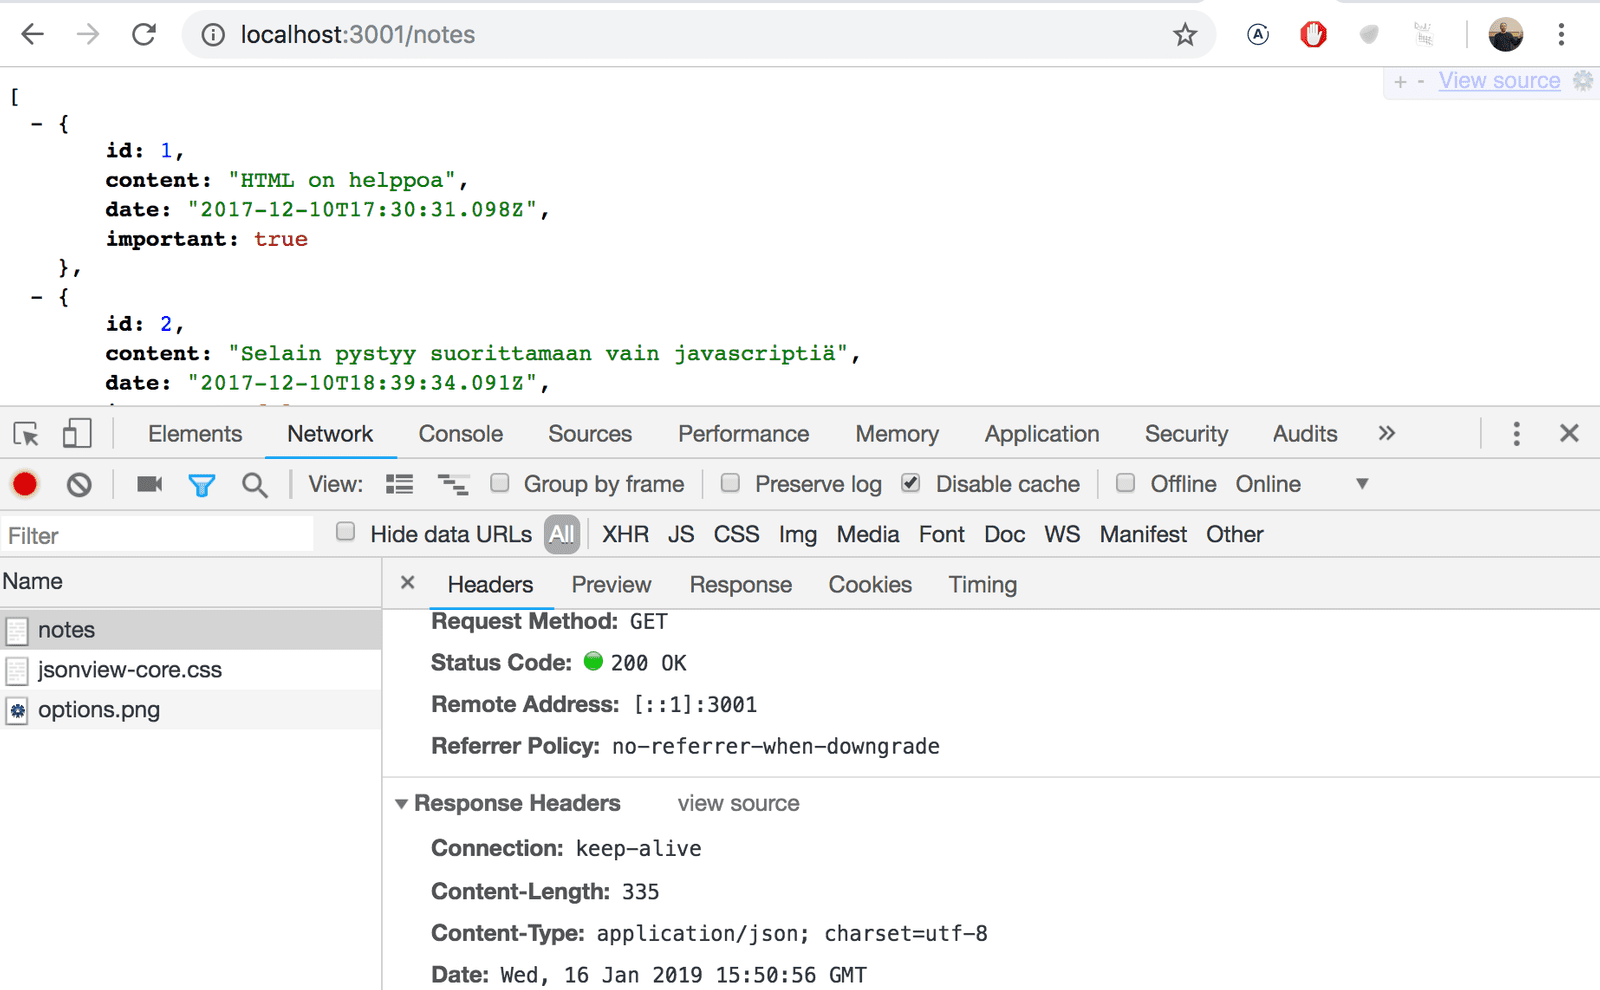 localhost:3001/notes
+ - View source
[
- {
id: 1,
content: "HTML on helppoa",
date: "2017-12-10T17:30:31.098Z",
important: true
},
- {
id: 2,
content: "Selain pystyy suorittamaan vain javascriptiä",
date: "2017-12-10T18:39:34.091Z",
Elements Network Console Sources Performance Memory Application Security Audits »
View: Group by frame Preserve log Disable cache Offline Online ▼
Filter Hide data URLs All XHR JS CSS Img Media Font Doc WS Manifest Other
Name
notes
jsonview-core.css
options.png
× Headers Preview Response Cookies Timing
Request Method: GET
Status Code: 200 OK
Remote Address: [::1]:3001
Referrer Policy: no-referrer-when-downgrade
▼ Response Headers view source
Connection: keep-alive
Content-Length: 335
Content-Type: application/json; charset=utf-8
Date: Wed, 16 Jan 2019 15:50:56 GMT